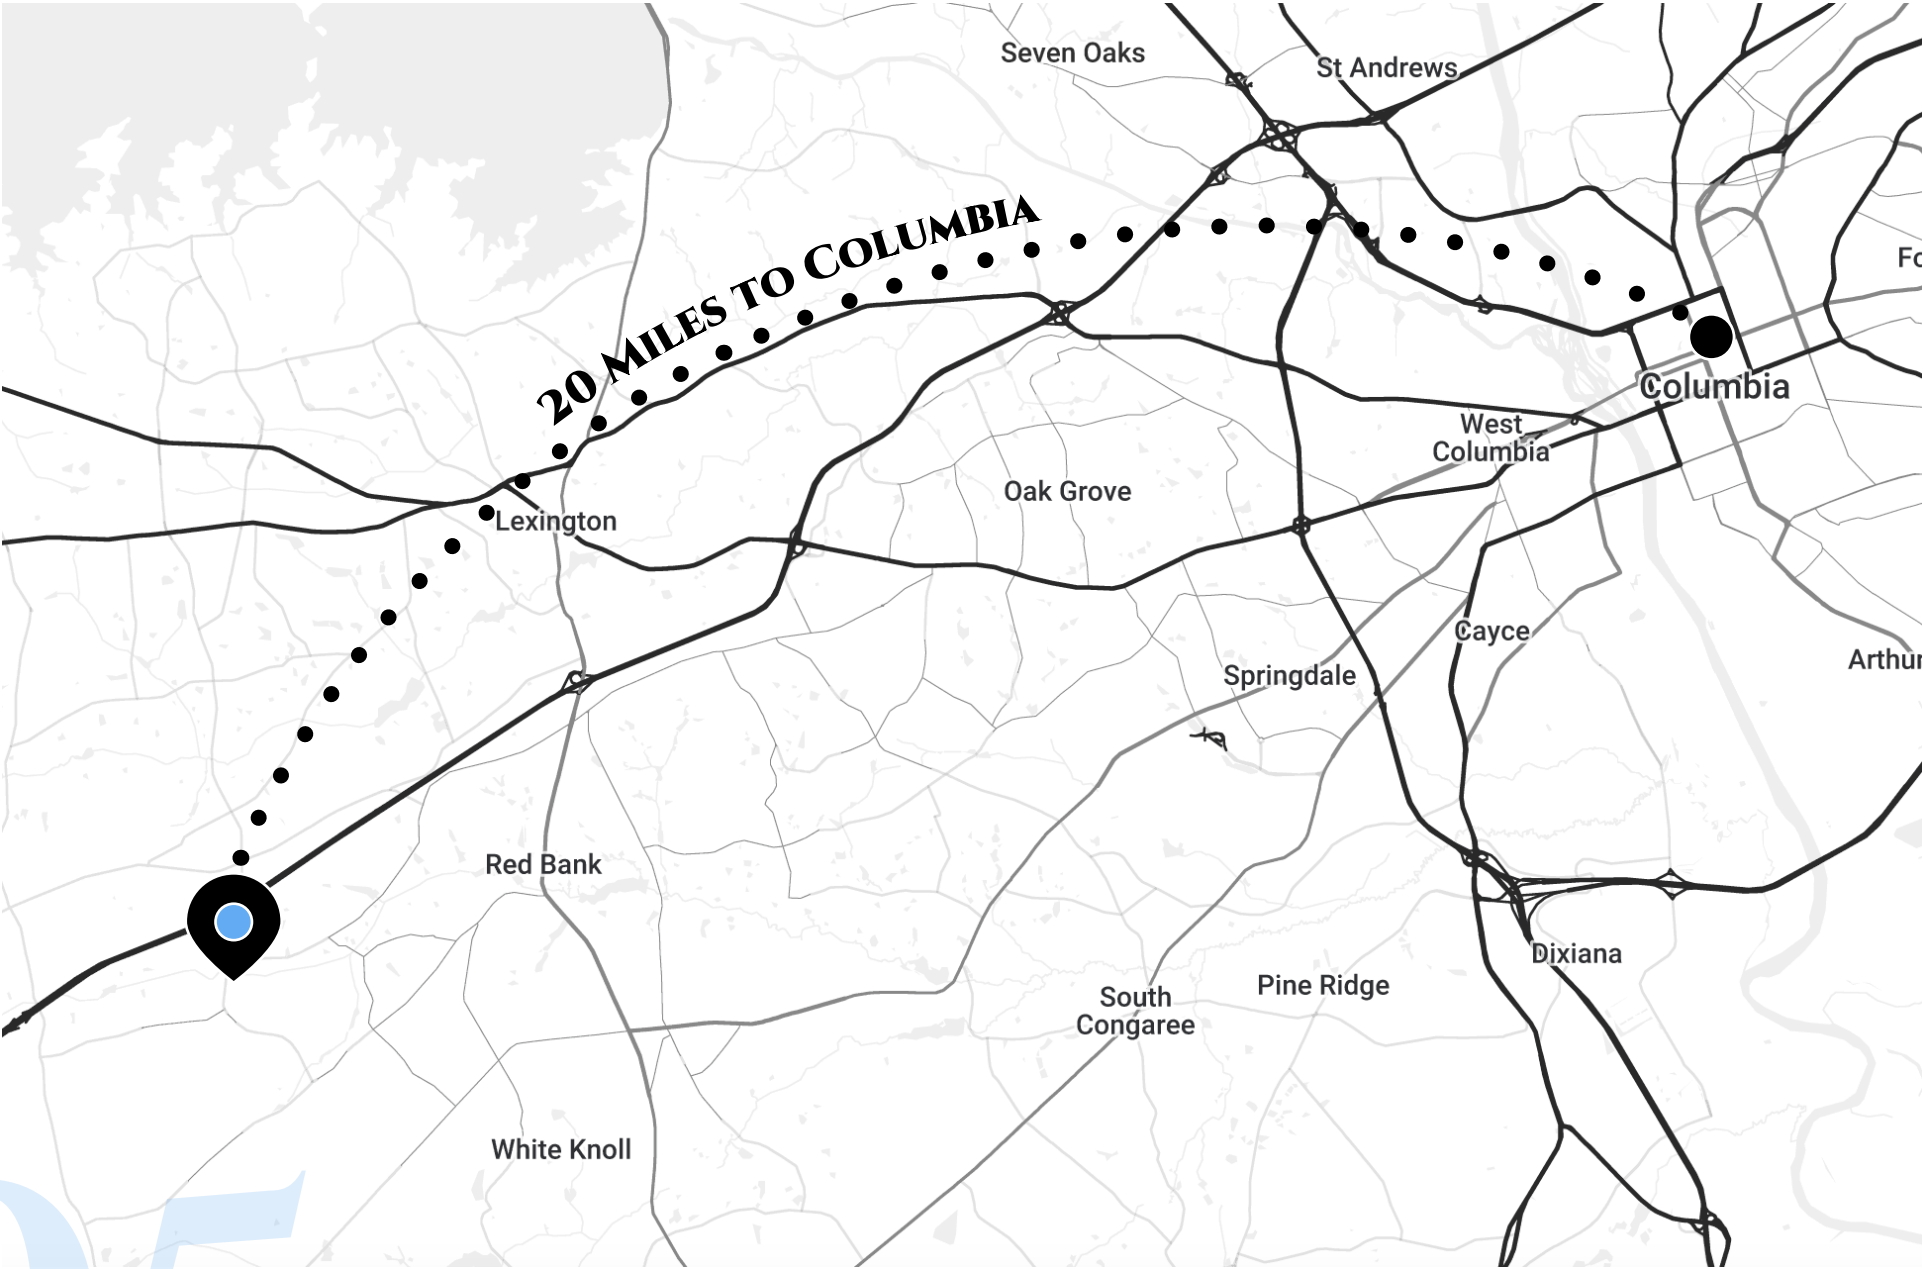 Seven Oaks
St Andrews
20 Miles to Columbia
Columbia
West
Columbia
Oak Grove
Lexington
Cayce
Springdale
Red Bank
Dixiana
Pine Ridge
South
Congaree
White Knoll